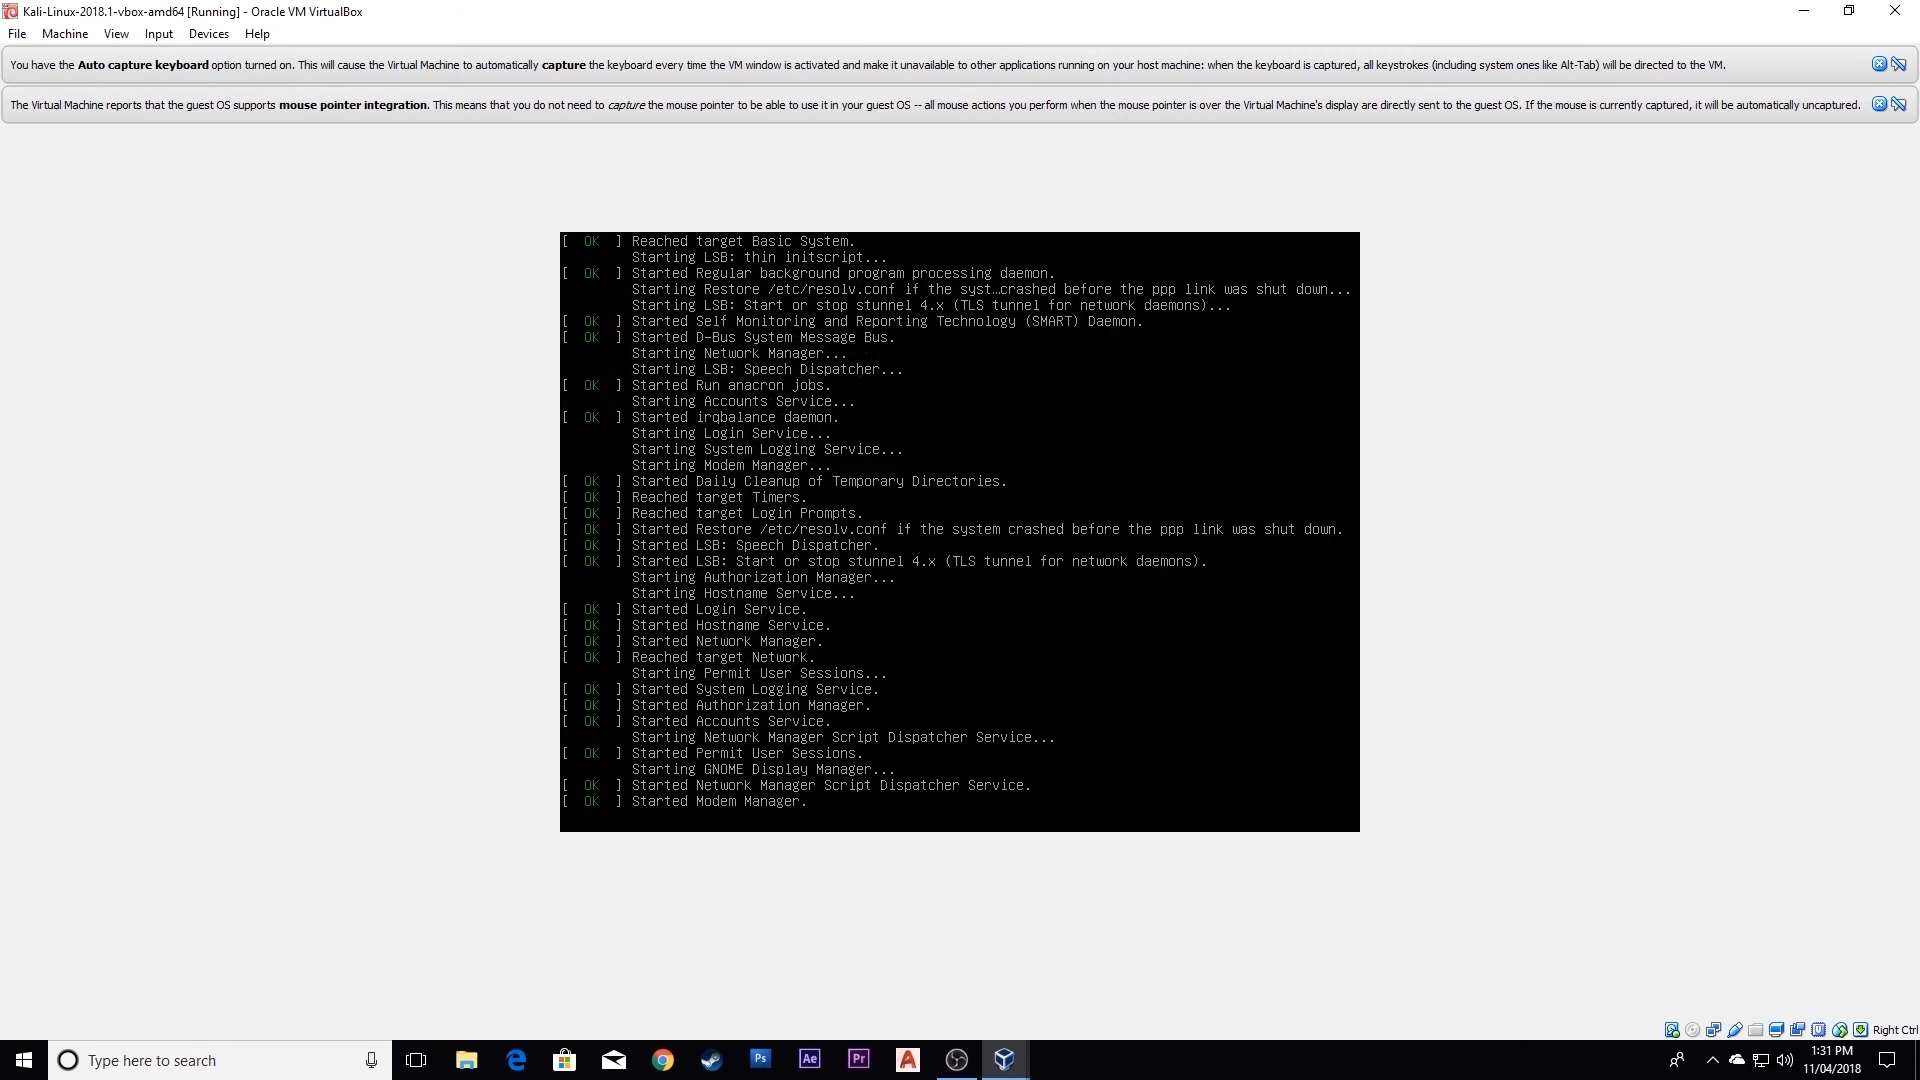 Kali-Linux-2018.1-vbox-amd64 [Running] - Oracle VM VirtualBox
File Machine View Input Devices Help
You have the Auto capture keyboard option turned on. This will cause the Virtual Machine to automatically capture the keyboard every time the VM window is activated and make it unavailable to other applications running on your host machine: when the keyboard is captured, all keystrokes (including system ones like Alt-Tab) will be directed to the VM.
The Virtual Machine reports that the guest OS supports mouse pointer integration. This means that you do not need to capture the mouse pointer to be able to use it in your guest OS -- all mouse actions you perform when the mouse pointer is over the Virtual Machine's display are directly sent to the guest OS. If the mouse is currently captured, it will be automatically uncaptured.
[ OK ] Reached target Basic System.
Starting LSB: thin initscript...
[ OK ] Started Regular background program processing daemon.
Starting Restore /etc/resolv.conf if the syst…crashed before the ppp link was shut down...
Starting LSB: Start or stop stunnel 4.x (TLS tunnel for network daemons)...
[ OK ] Started Self Monitoring and Reporting Technology (SMART) Daemon.
[ OK ] Started D-Bus System Message Bus.
Starting Network Manager...
Starting LSB: Speech Dispatcher...
[ OK ] Started Run anacron jobs.
Starting Accounts Service...
[ OK ] Started irqbalance daemon.
Starting Login Service...
Starting System Logging Service...
Starting Modem Manager...
[ OK ] Started Daily Cleanup of Temporary Directories.
[ OK ] Reached target Timers.
[ OK ] Reached target Login Prompts.
[ OK ] Started Restore /etc/resolv.conf if the system crashed before the ppp link was shut down.
[ OK ] Started LSB: Speech Dispatcher.
[ OK ] Started LSB: Start or stop stunnel 4.x (TLS tunnel for network daemons).
Starting Authorization Manager...
Starting Hostname Service...
[ OK ] Started Login Service.
[ OK ] Started Hostname Service.
[ OK ] Started Network Manager.
[ OK ] Reached target Network.
Starting Permit User Sessions...
[ OK ] Started System Logging Service.
[ OK ] Started Authorization Manager.
[ OK ] Started Accounts Service.
Starting Network Manager Script Dispatcher Service...
[ OK ] Started Permit User Sessions.
Starting GNOME Display Manager...
[ OK ] Started Network Manager Script Dispatcher Service.
[ OK ] Started Modem Manager.
Right Ctrl
Type here to search
Ps Ae Pr
1:31 PM
11/04/2018